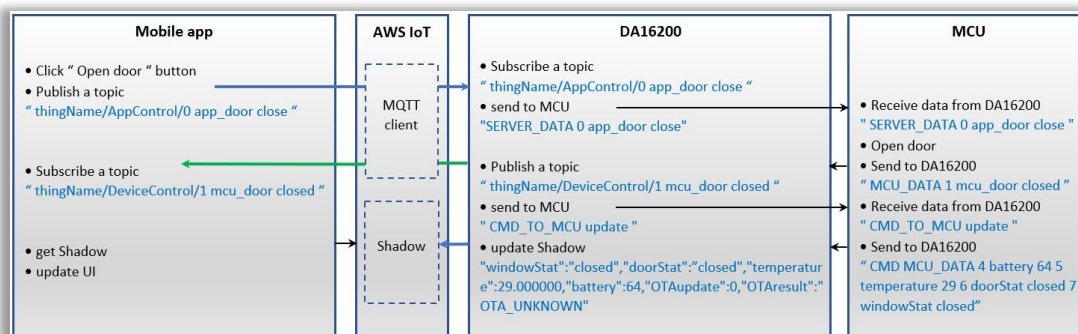 Mobile app
• Click “ Open door “ button
• Publish a topic
“ thingName/AppControl/0 app_door close “
• Subscribe a topic
“ thingName/DeviceControl/1 mcu_door closed “
• get Shadow
• update UI
AWS IoT
MQTT
client
Shadow
DA16200
• Subscribe a topic
“ thingName/AppControl/0 app_door close “
• send to MCU
"SERVER_DATA 0 app_door close"
• Publish a topic
“ thingName/DeviceControl/1 mcu_door closed “
• send to MCU
" CMD_TO_MCU update "
• update Shadow
"windowStat":"closed","doorStat":"closed","temperatur
e":29.000000,"battery":64,"OTAupdate":0,"OTAresult":"
OTA_UNKNOWN"
MCU
• Receive data from DA16200
" SERVER_DATA 0 app_door close "
• Open door
• Send to DA16200
“ MCU_DATA 1 mcu_door closed ”
• Receive data from DA16200
“ CMD_TO_MCU update "
• Send to DA16200
“ CMD MCU_DATA 4 battery 64 5
temperature 29 6 doorStat closed 7
windowStat closed”